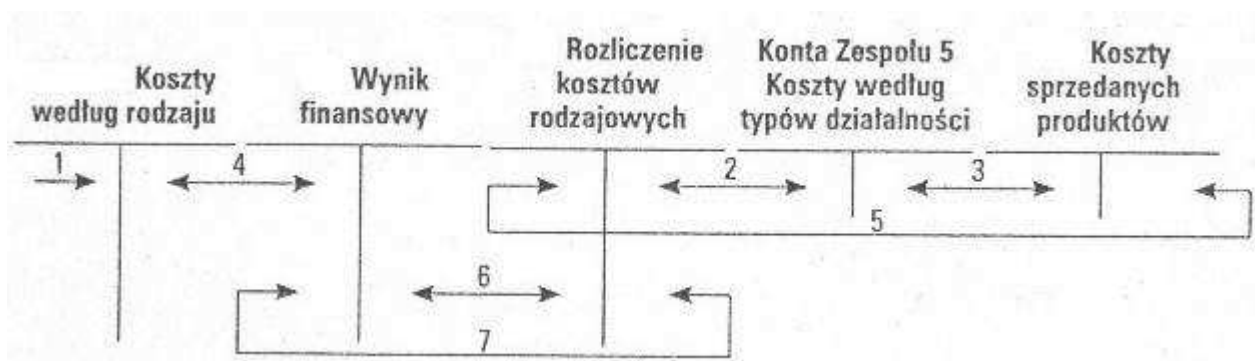 Koszty
według rodzaju
Wynik
finansowy
Rozliczenie
kosztów
rodzajowych
Konta Zespołu 5
Koszty według
typów działalności
Koszty
sprzedanych
produktów
1
4
2
3
5
6
7